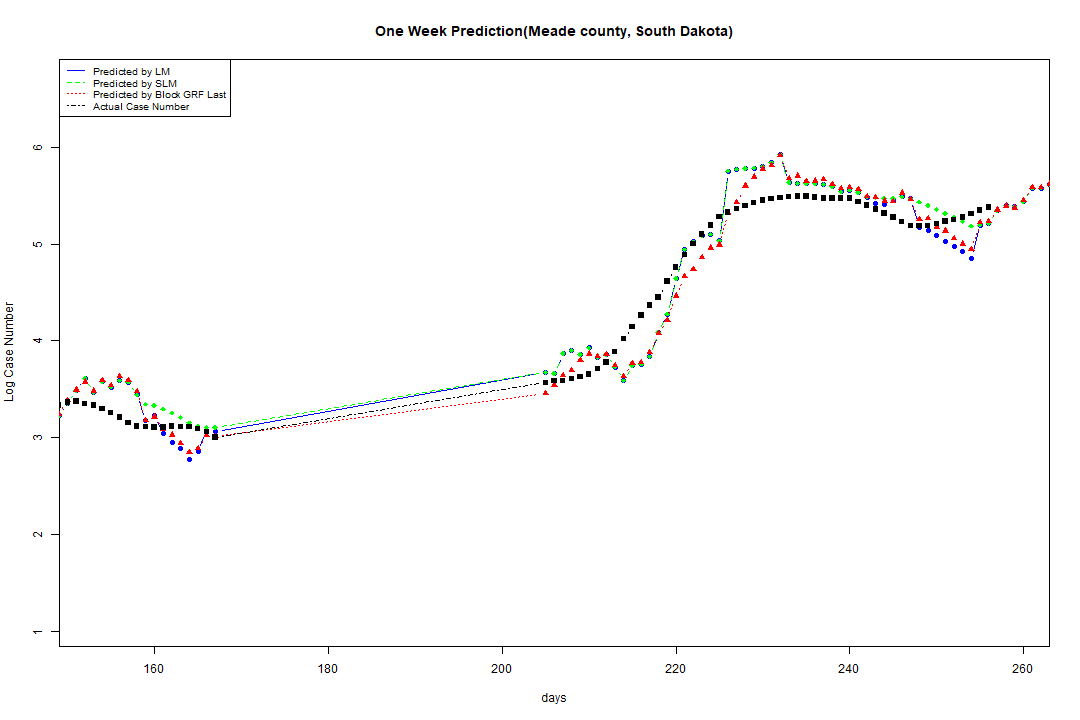 One Week Prediction(Meade county, South Dakota)
Predicted by LM
Predicted by SLM
Predicted by Block GRF Last
Actual Case Number
6
5
4
3
2
1
Log Case Number
160 180 200 220 240 260
days